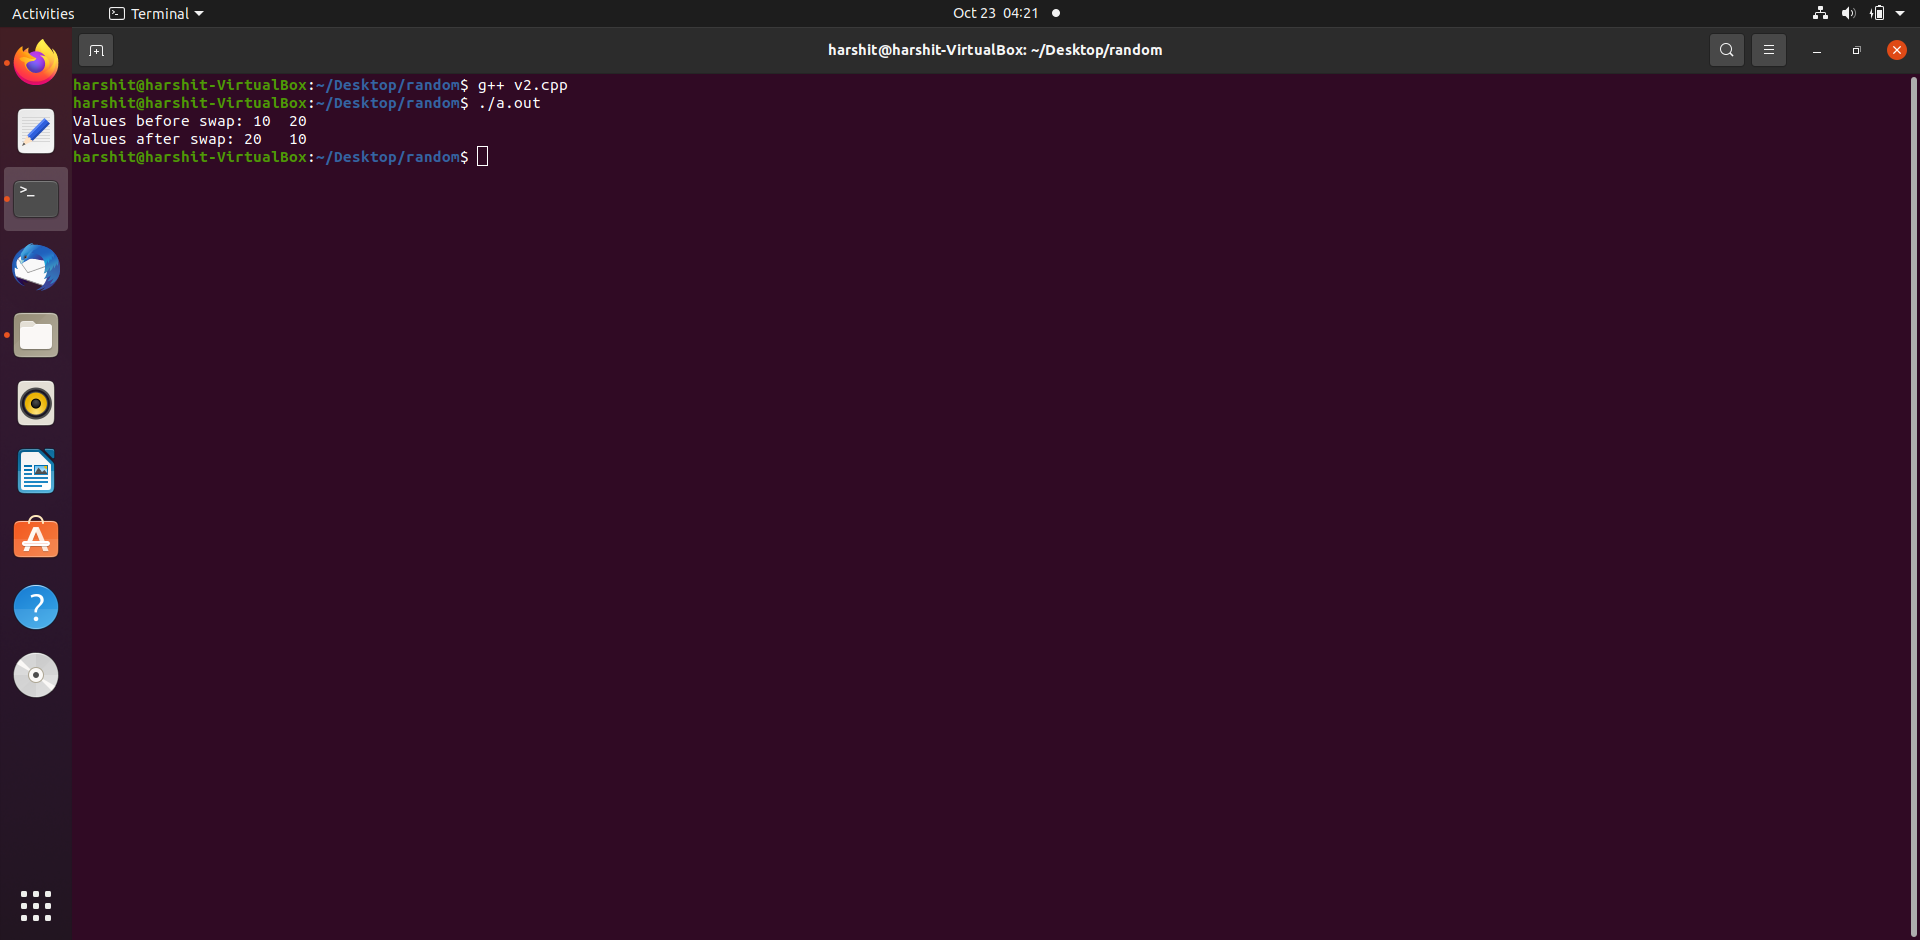 Activities
Terminal
Oct 23 04:21
harshit@harshit-VirtualBox: ~/Desktop/random
harshit@harshit-VirtualBox:~/Desktop/random$ g++ v2.cpp
harshit@harshit-VirtualBox:~/Desktop/random$ ./a.out
Values before swap: 10  20
Values after swap: 20   10
harshit@harshit-VirtualBox:~/Desktop/random$